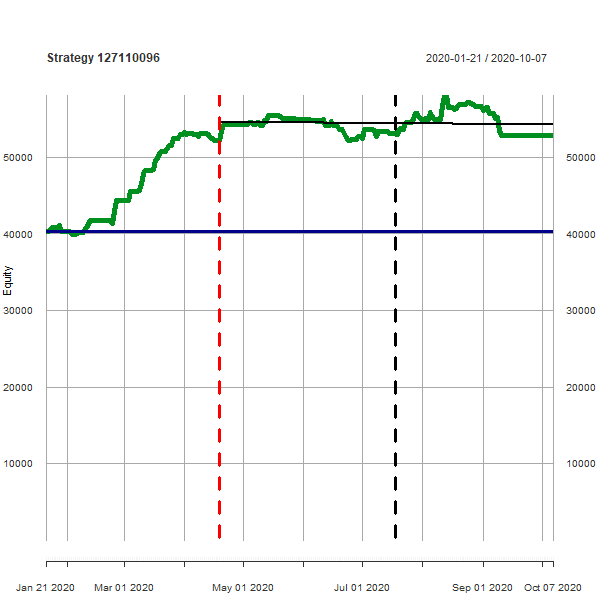 Strategy 127110096
2020-01-21 / 2020-10-07
50000
50000
40000
40000
Equity
30000
30000
20000
20000
10000
10000
Jan 21 2020
Mar 01 2020
May 01 2020
Jul 01 2020
Sep 01 2020
Oct 07 2020